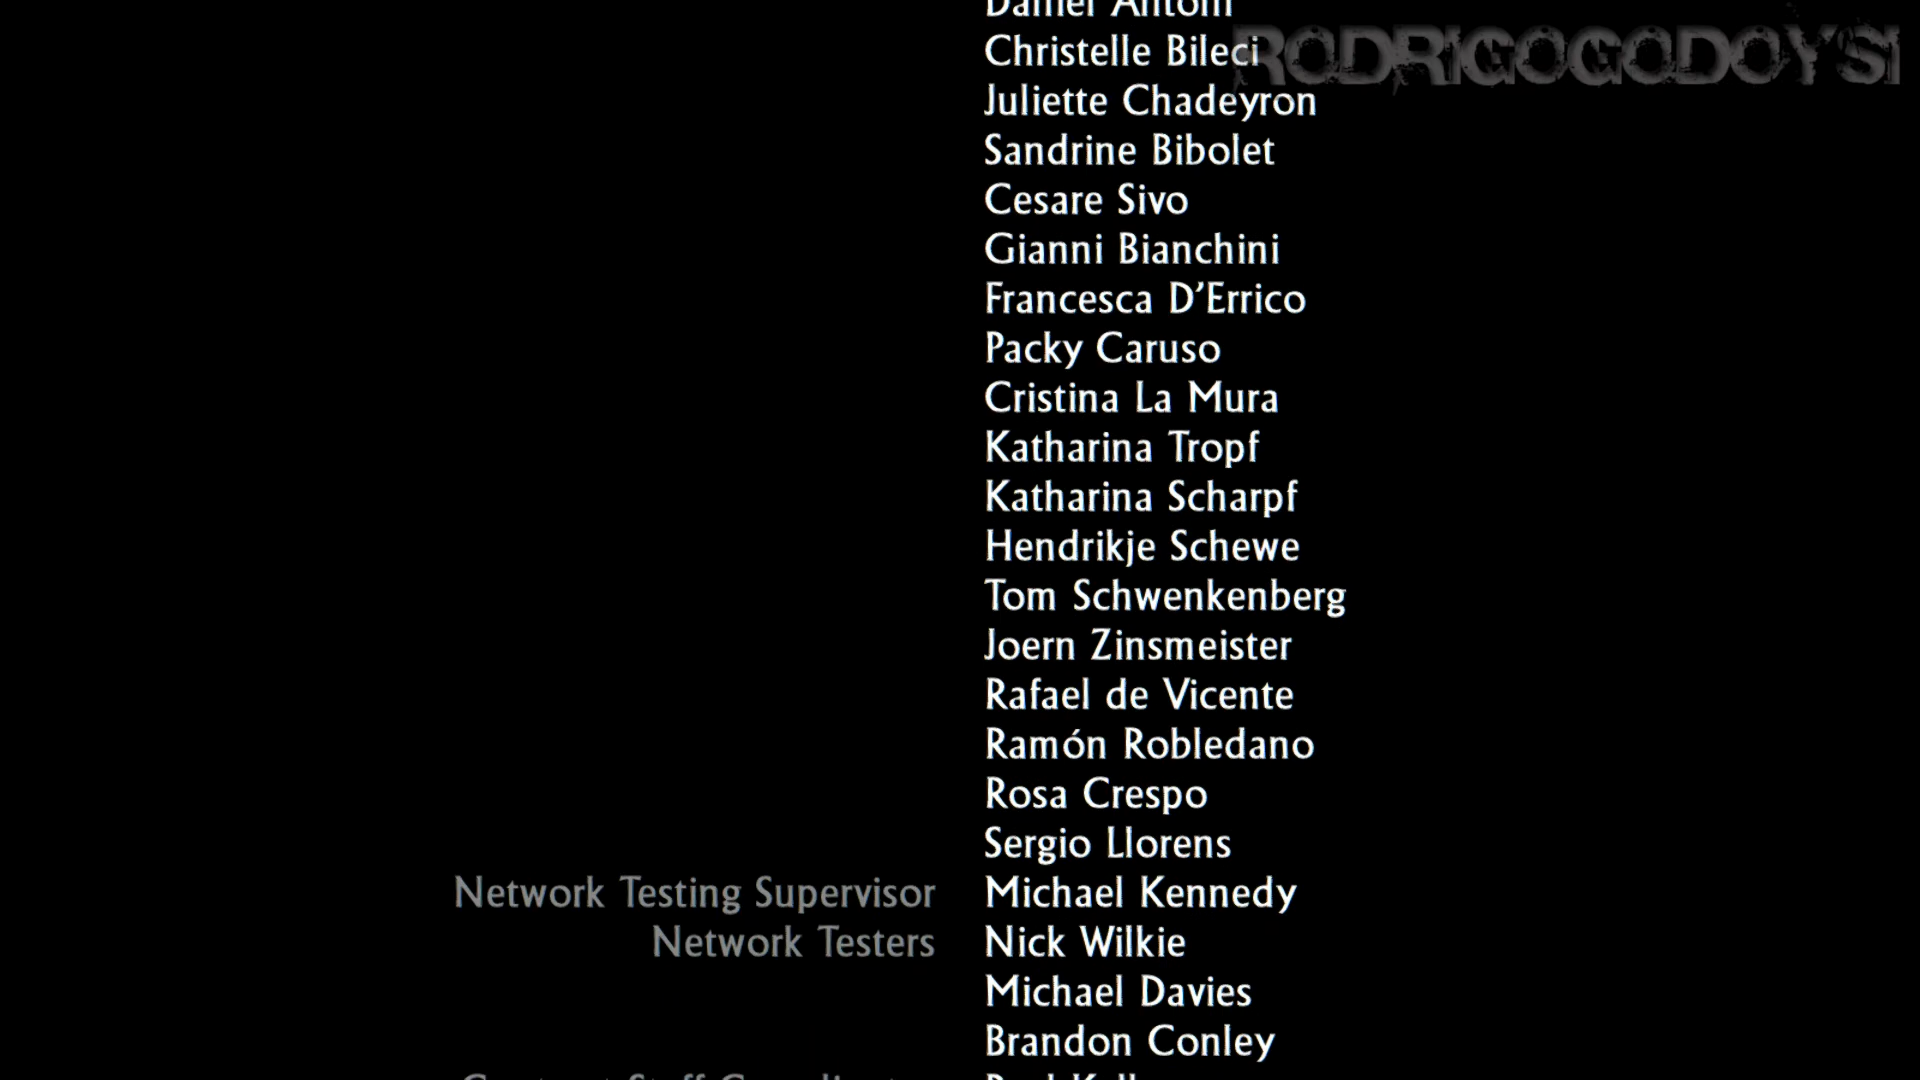 Christelle Bileci
RODRIGOGODOYSI
Juliette Chadeyron
Sandrine Bibolet
Cesare Sivo
Gianni Bianchini
Francesca D’Errico
Packy Caruso
Cristina La Mura
Katharina Tropf
Katharina Scharpf
Hendrikje Schewe
Tom Schwenkenberg
Joern Zinsmeister
Rafael de Vicente
Ramón Robledano
Rosa Crespo
Sergio Llorens
Network Testing Supervisor Michael Kennedy
Network Testers Nick Wilkie
Michael Davies
Brandon Conley